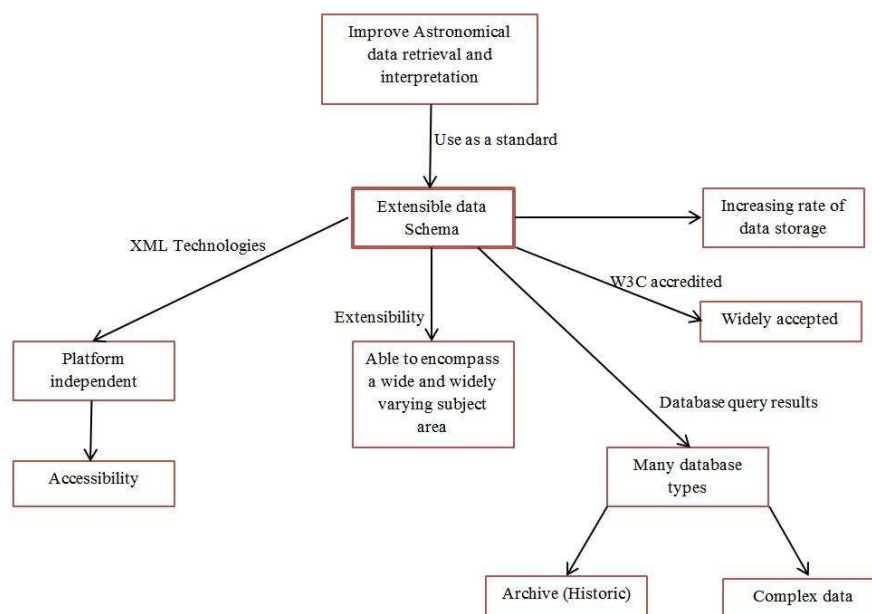 Improve Astronomical
data retrieval and
interpretation
Use as a standard
Extensible data
Schema
Increasing rate of
data storage
XML Technologies
W3C accredited
Extensibility
Widely accepted
Platform
independent
Able to encompass
a wide and widely
varying subject
area
Database query results
Accessibility
Many database
types
Archive (Historic)
Complex data